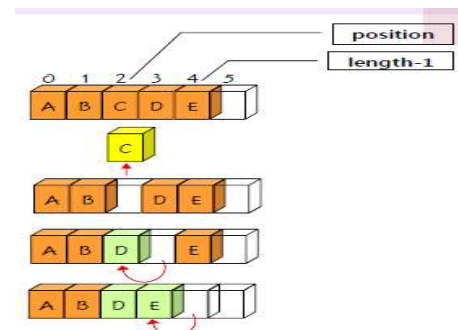 position
length-1
0 1 2 3 4 5
A B C D E
C
A B D E
A B D E
A B D E